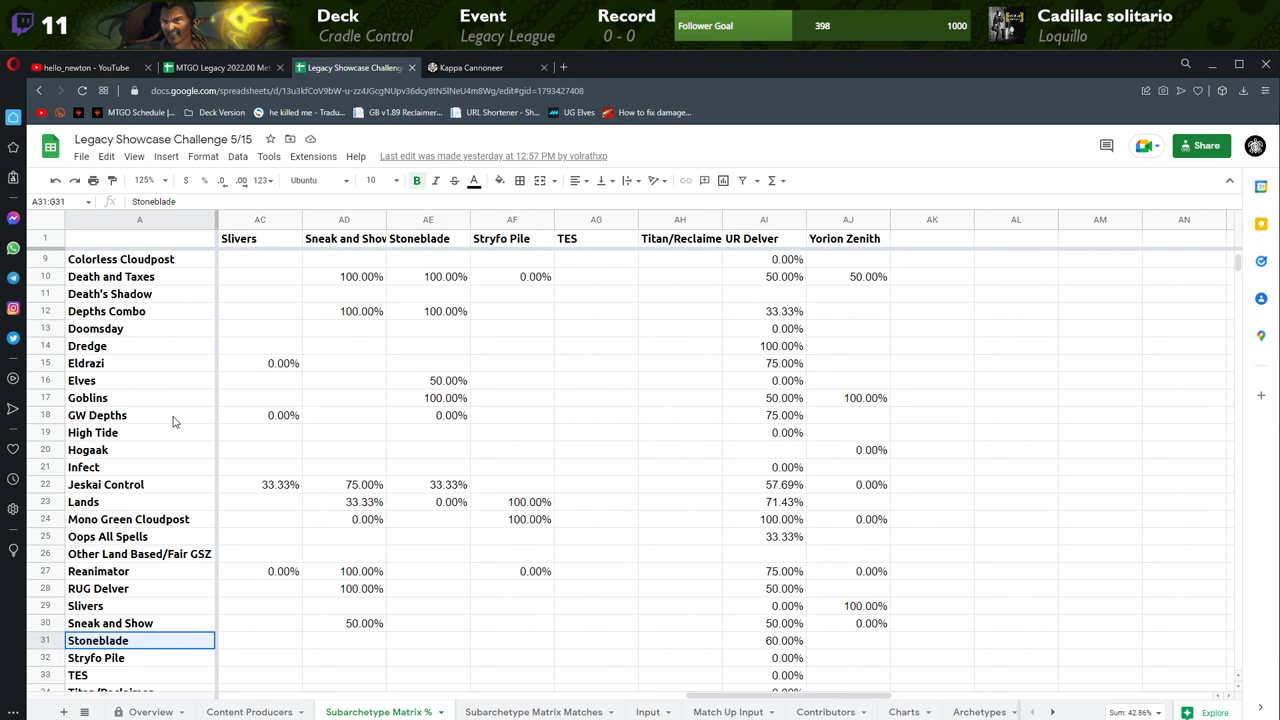 11
Deck
Cradle Control
Event
Legacy League
Record
0 - 0
Follower Goal 398 1000
Cadillac solitario
Loquillo
hello_newton - YouTube
MTGO Legacy 2022.00 Met
Legacy Showcase Challenge
Kappa Cannoneer
docs.google.com/spreadsheets/d/13u3kfCoV9bW-u-zz4JGcgNUpv36dcy8tN5lNeU4m8Wg/edit#gid=1793427408
MTGO Schedule |...
Deck Version
he killed me - Tradu...
GB v1.89 Reclaimer...
URL Shortener - Sh...
UG Elves
How to fix damage...
Legacy Showcase Challenge 5/15
File Edit View Insert Format Data Tools Extensions Help Last edit was made yesterday at 12:57 PM by volrathxp
Share
125% $ % .0 .00 123 Ubuntu 10 B I S A
A31:G31 fx Stoneblade
A AC AD AE AF AG AH AI AJ AK AL AM AN
1 Slivers Sneak and Show Stoneblade Stryfo Pile TES Titan/Reclaime UR Delver Yorion Zenith
9 Colorless Cloudpost 0.00%
10 Death and Taxes 100.00% 100.00% 0.00% 50.00% 50.00%
11 Death's Shadow
12 Depths Combo 100.00% 100.00% 33.33%
13 Doomsday 0.00%
14 Dredge 100.00%
15 Eldrazi 0.00% 75.00%
16 Elves 50.00% 0.00%
17 Goblins 100.00% 50.00% 100.00%
18 GW Depths 0.00% 0.00% 75.00%
19 High Tide 0.00%
20 Hogaak 0.00%
21 Infect 0.00%
22 Jeskai Control 33.33% 75.00% 33.33% 57.69% 0.00%
23 Lands 33.33% 0.00% 100.00% 71.43%
24 Mono Green Cloudpost 0.00% 100.00% 100.00% 0.00%
25 Oops All Spells 33.33%
26 Other Land Based/Fair GSZ
27 Reanimator 0.00% 100.00% 0.00% 75.00% 0.00%
28 RUG Delver 100.00% 50.00%
29 Slivers 0.00% 100.00%
30 Sneak and Show 50.00% 50.00% 0.00%
31 Stoneblade 60.00%
32 Stryfo Pile 0.00%
33 TES 0.00%
Overview Content Producers Subarchetype Matrix % Subarchetype Matrix Matches Input Match Up Input Contributors Charts Archetypes Sum: 42.86% Explore